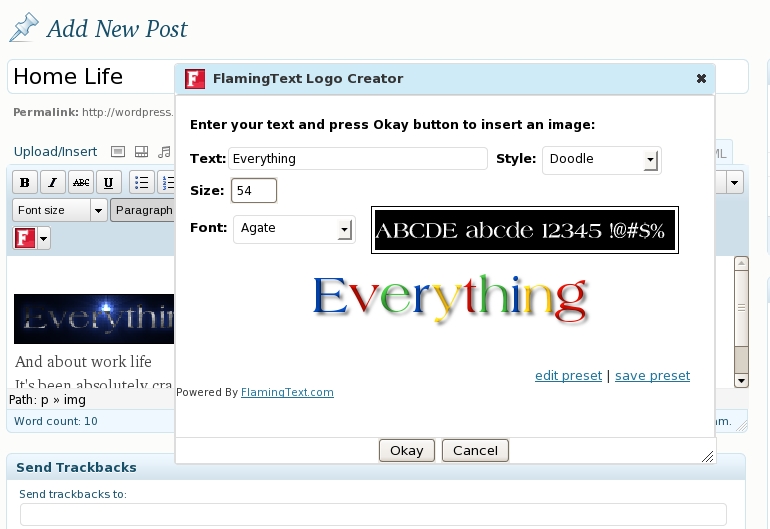 Add New Post
Home Life
Permalink: http://wordpress.
Upload/Insert
ML
B I ABC U
Font size Paragraph
F
Everythin
And about work life
It's been absolutely cra
Path: p » img
Word count: 10
am.
Send Trackbacks
Send trackbacks to:
F FlamingText Logo Creator
Enter your text and press Okay button to insert an image:
Text: Everything Style: Doodle
Size: 54
Font: Agate ABCDE abcde 12345 !@#$%
Everything
edit preset | save preset
Powered By FlamingText.com
Okay Cancel